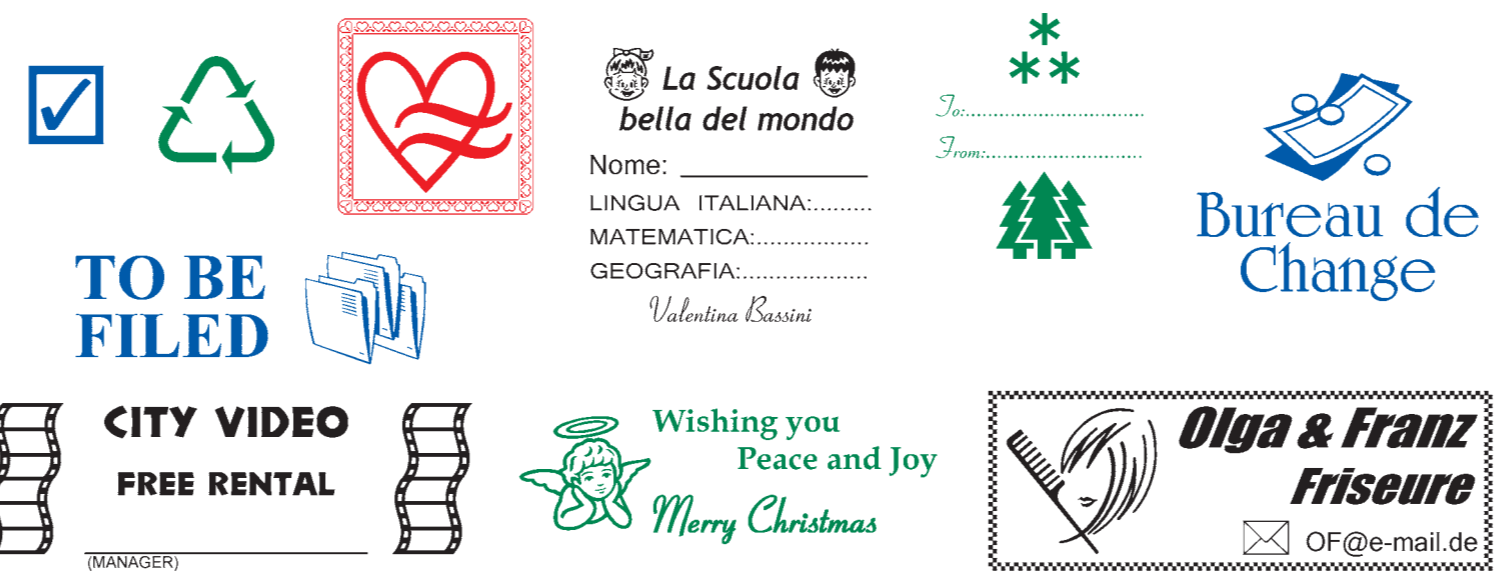 La Scuola
bella del mondo
Nome: ____________
LINGUA ITALIANA:.........
MATEMATICA:.................
GEOGRAFIA:...................
Valentina Bassini
To:................................
From:............................
Bureau de
Change
TO BE
FILED
CITY VIDEO
FREE RENTAL
(MANAGER)
Wishing you
Peace and Joy
Merry Christmas
Olga & Franz
Friseure
OF@e-mail.de